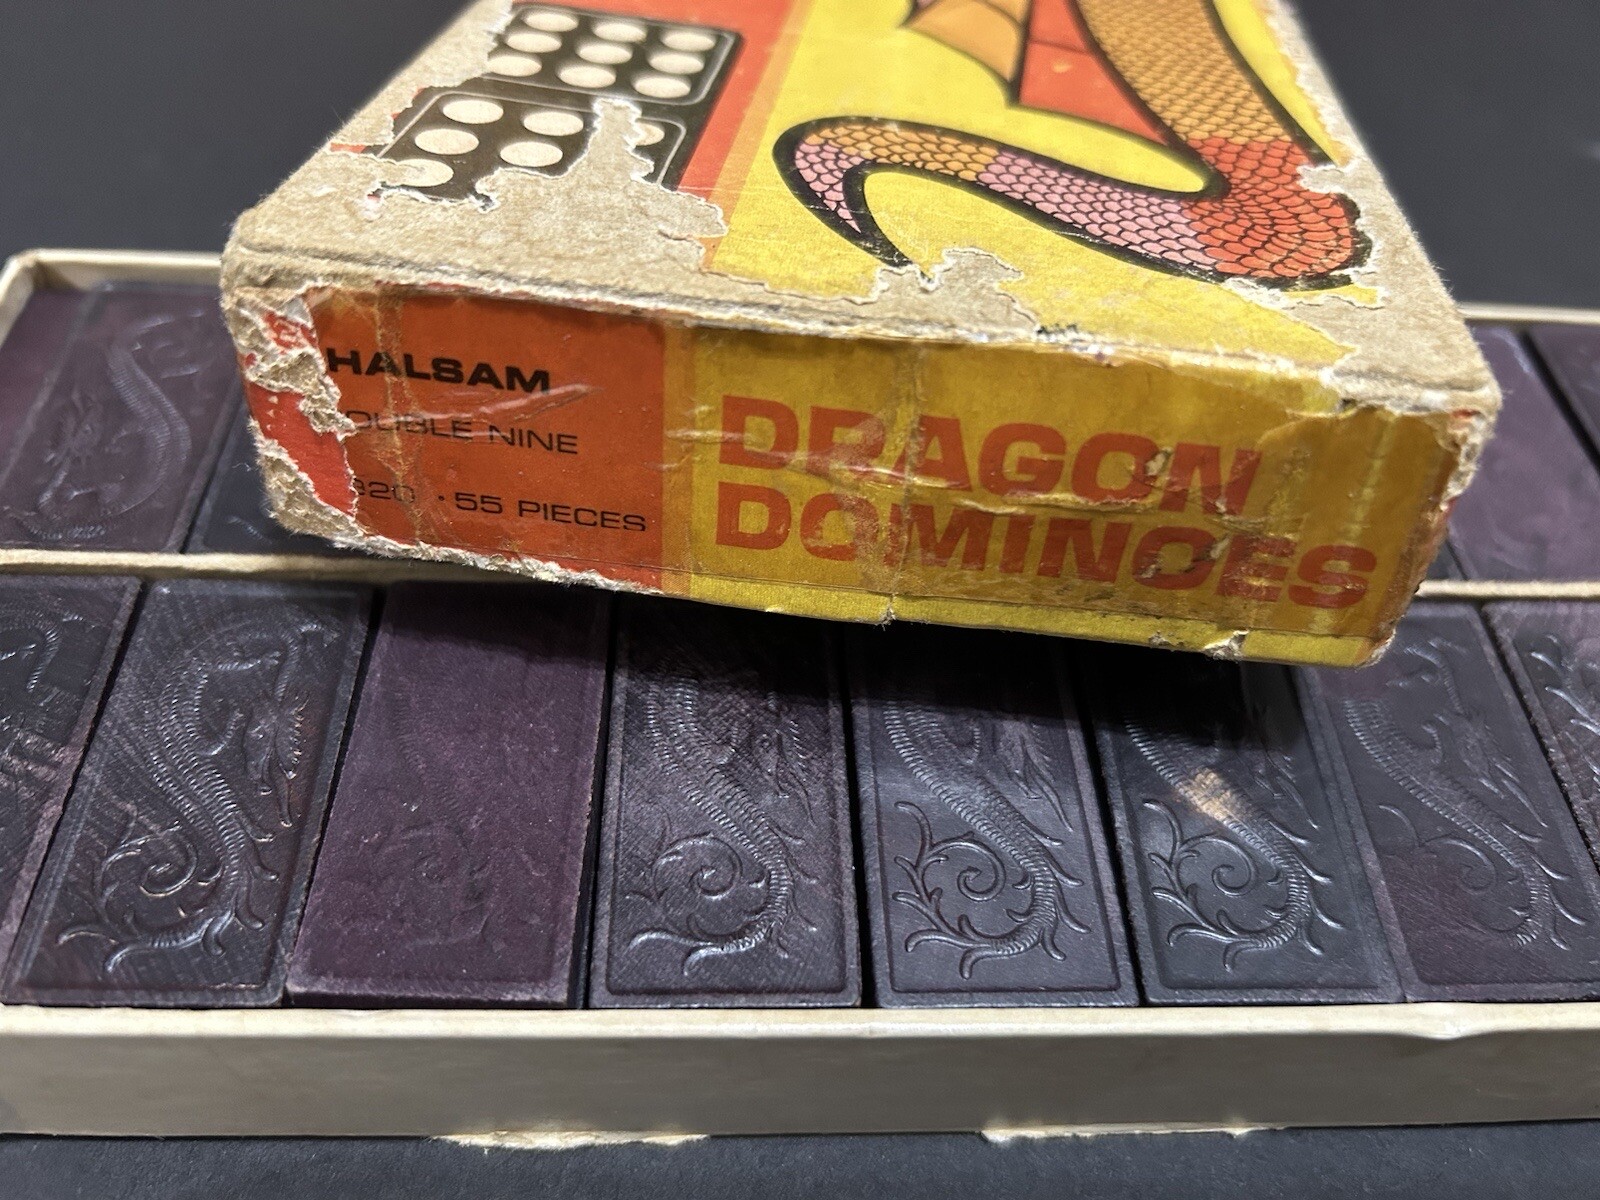 HALSAM
OUBLE NINE
920 · 55 PIECES
DRAGON
DOMINOES